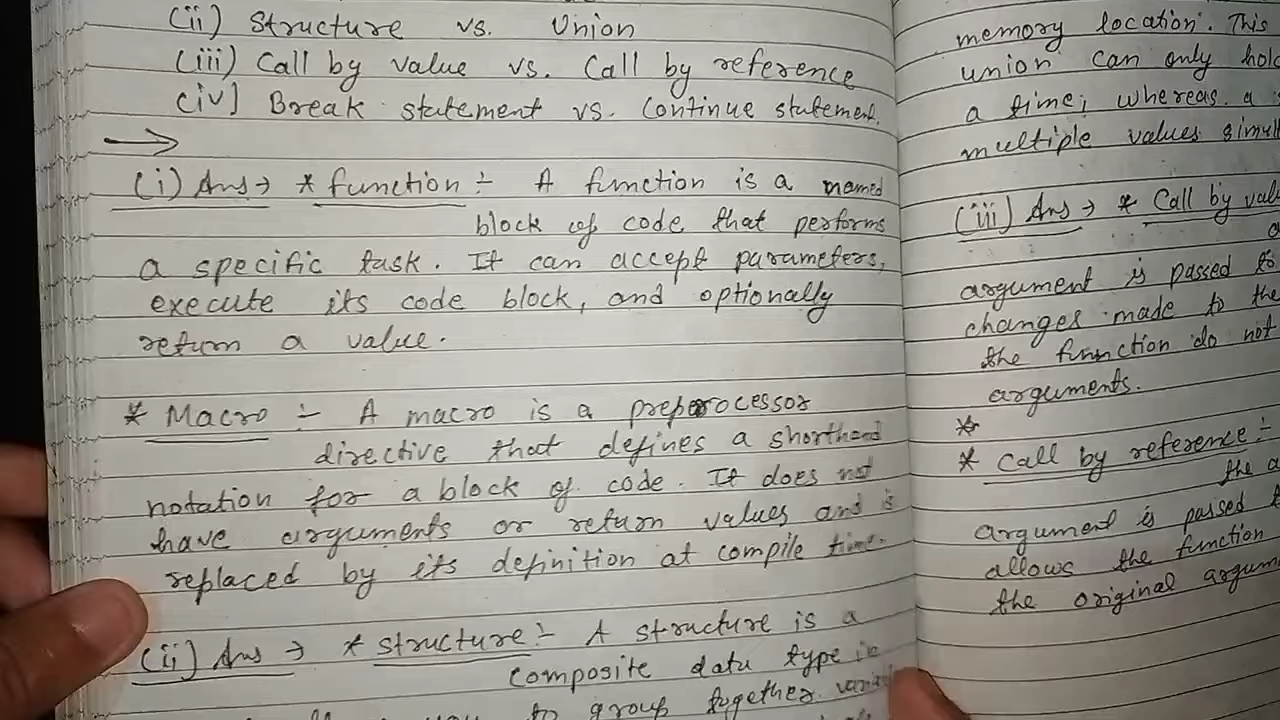 (ii) Structure vs. Union
(iii) Call by value vs. Call by reference
(iv) Break statement vs. Continue statement.
(i) Ans → * function :- A function is a named
block of code that performs
a specific task. It can accept parameters,
execute its code block, and optionally
return a value.
* Macro :- A macro is a preprocessor
directive that defines a shorthand
notation for a block of code. It does not
have arguments or return values and is
replaced by its definition at compile time.
(ii) Ans → * structure :- A structure is a
composite data type in
to group together
memory location. This
union can only hold
a time; whereas a
multiple values simul
(iii) Ans → * Call by val
argument is passed to
changes made to the
the function do not
arguments.
*
* Call by reference :-
the a
argument is passed
allows the function
the original argum